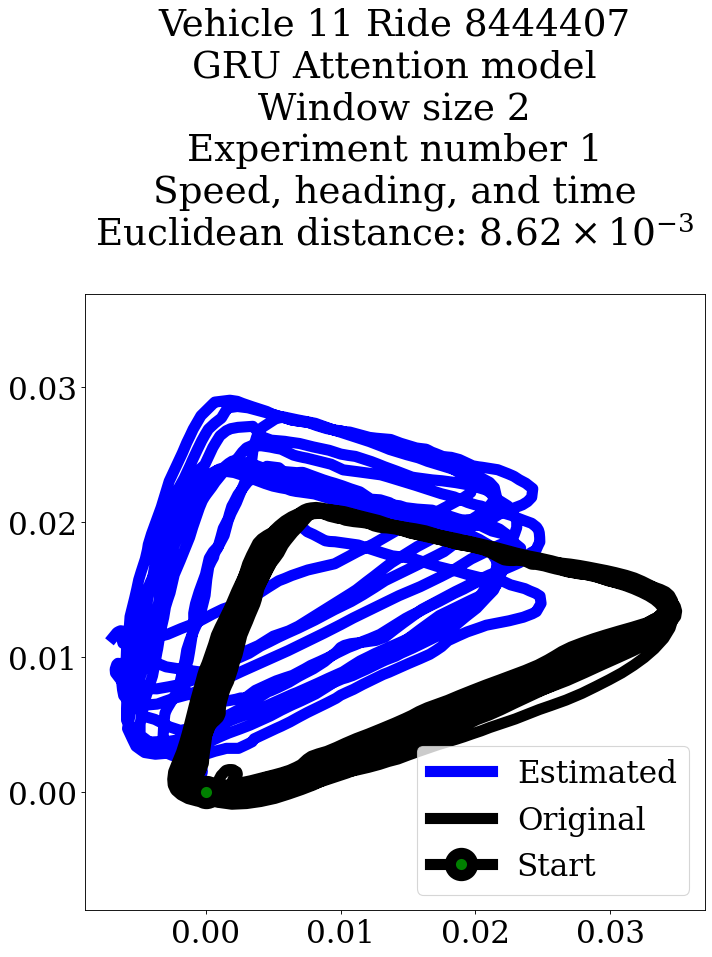 Vehicle 11 Ride 8444407
GRU Attention model
Window size 2
Experiment number 1
Speed, heading, and time
Euclidean distance: 8.62 × 10⁻³
0.03
0.02
0.01
0.00
Estimated
Original
Start
0.00 0.01 0.02 0.03